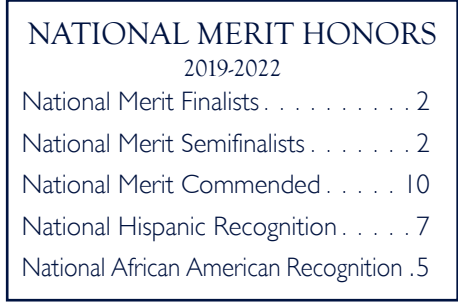 NATIONAL MERIT HONORS
2019-2022
National Merit Finalists . . . . . . . . . . 2
National Merit Semifinalists . . . . . . . 2
National Merit Commended . . . . . 10
National Hispanic Recognition . . . . . 7
National African American Recognition .5